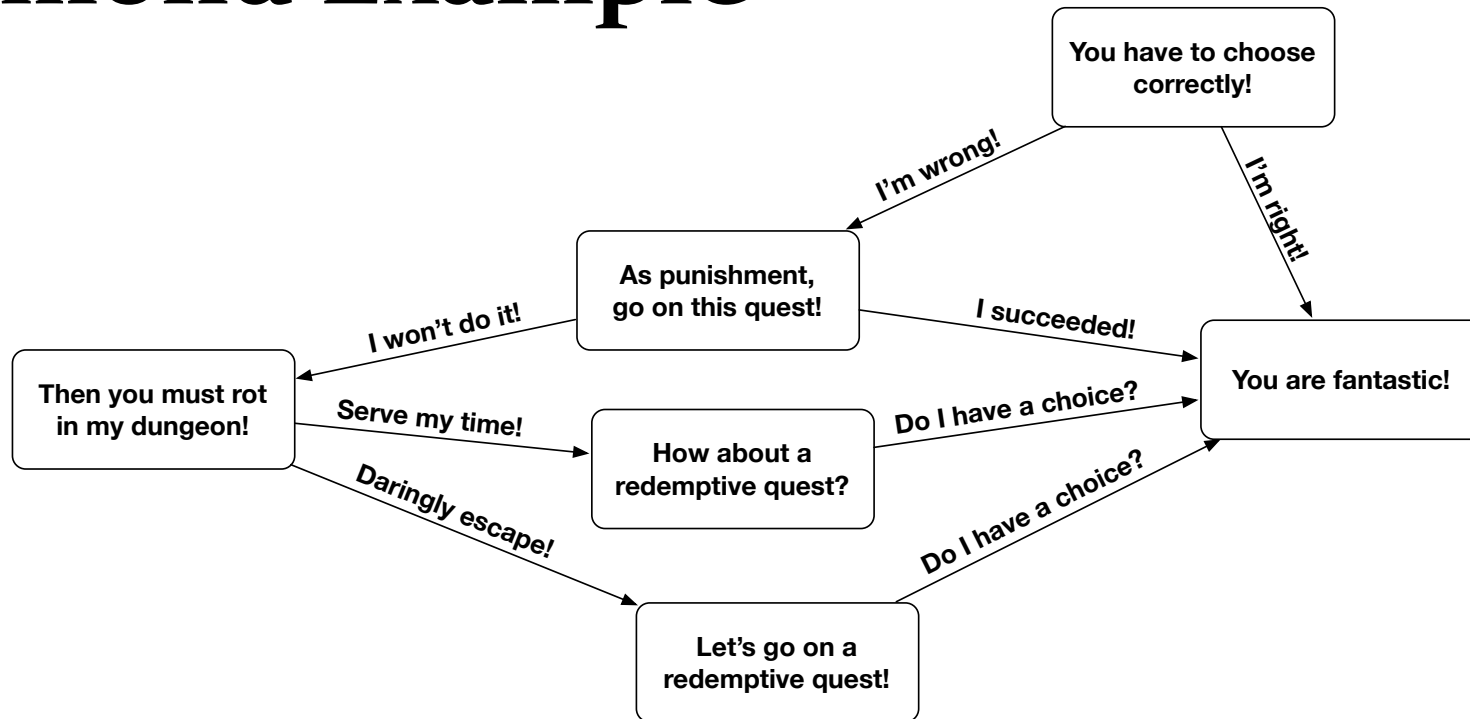 Example
You have to choose
correctly!
I'm wrong!
I'm right!
As punishment,
go on this quest!
I won't do it!
I succeeded!
Then you must rot
in my dungeon!
You are fantastic!
Serve my time!
Do I have a choice?
How about a
redemptive quest?
Daringly escape!
Do I have a choice?
Let's go on a
redemptive quest!